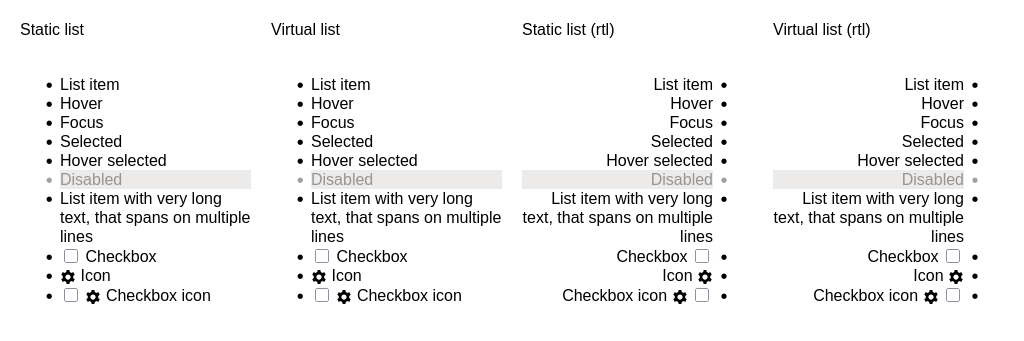 Static list
List item
Hover
Focus
Selected
Hover selected
Disabled
List item with very long
text, that spans on multiple
lines
Checkbox
Icon
Checkbox icon
Virtual list
List item
Hover
Focus
Selected
Hover selected
Disabled
List item with very long
text, that spans on multiple
lines
Checkbox
Icon
Checkbox icon
Static list (rtl)
List item
Hover
Focus
Selected
Hover selected
Disabled
List item with very long
text, that spans on multiple
lines
Checkbox
Icon
Checkbox icon
Virtual list (rtl)
List item
Hover
Focus
Selected
Hover selected
Disabled
List item with very long
text, that spans on multiple
lines
Checkbox
Icon
Checkbox icon